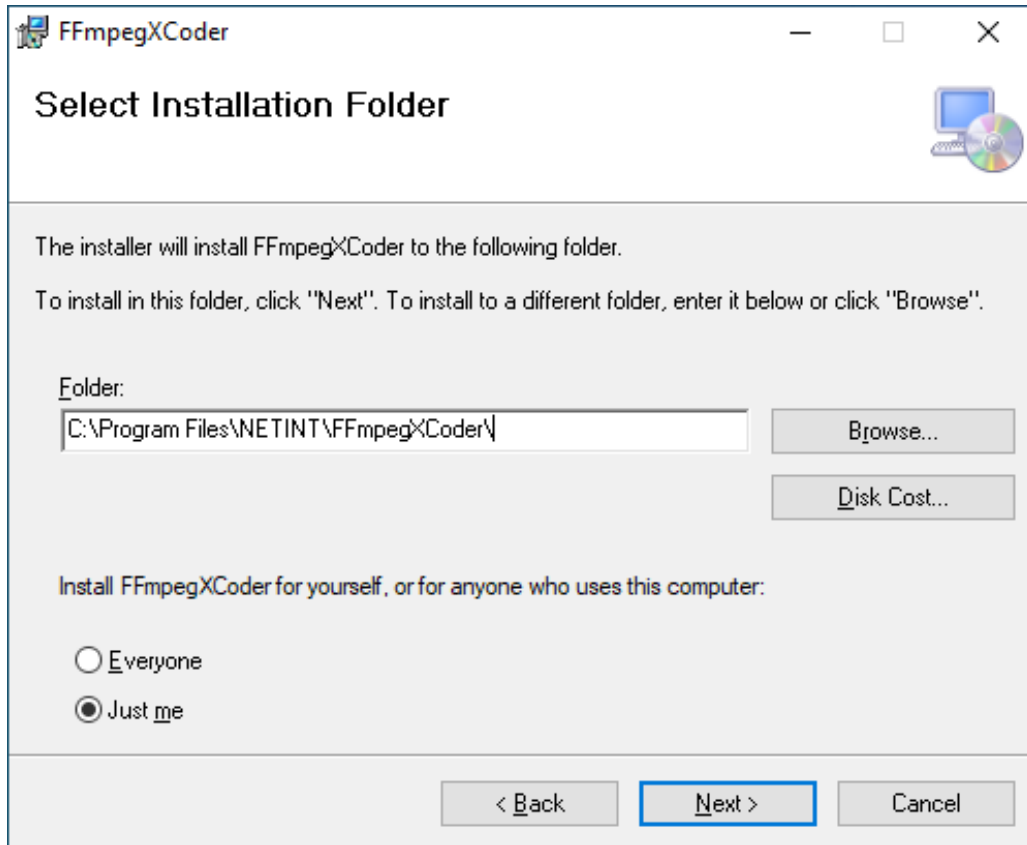 FFmpegXCoder
Select Installation Folder
The installer will install FFmpegXCoder to the following folder.
To install in this folder, click "Next". To install to a different folder, enter it below or click "Browse".
Folder:
C:\Program Files\NETINT\FFmpegXCoder\
Browse...
Disk Cost...
Install FFmpegXCoder for yourself, or for anyone who uses this computer:
Everyone
Just me
< Back
Next >
Cancel